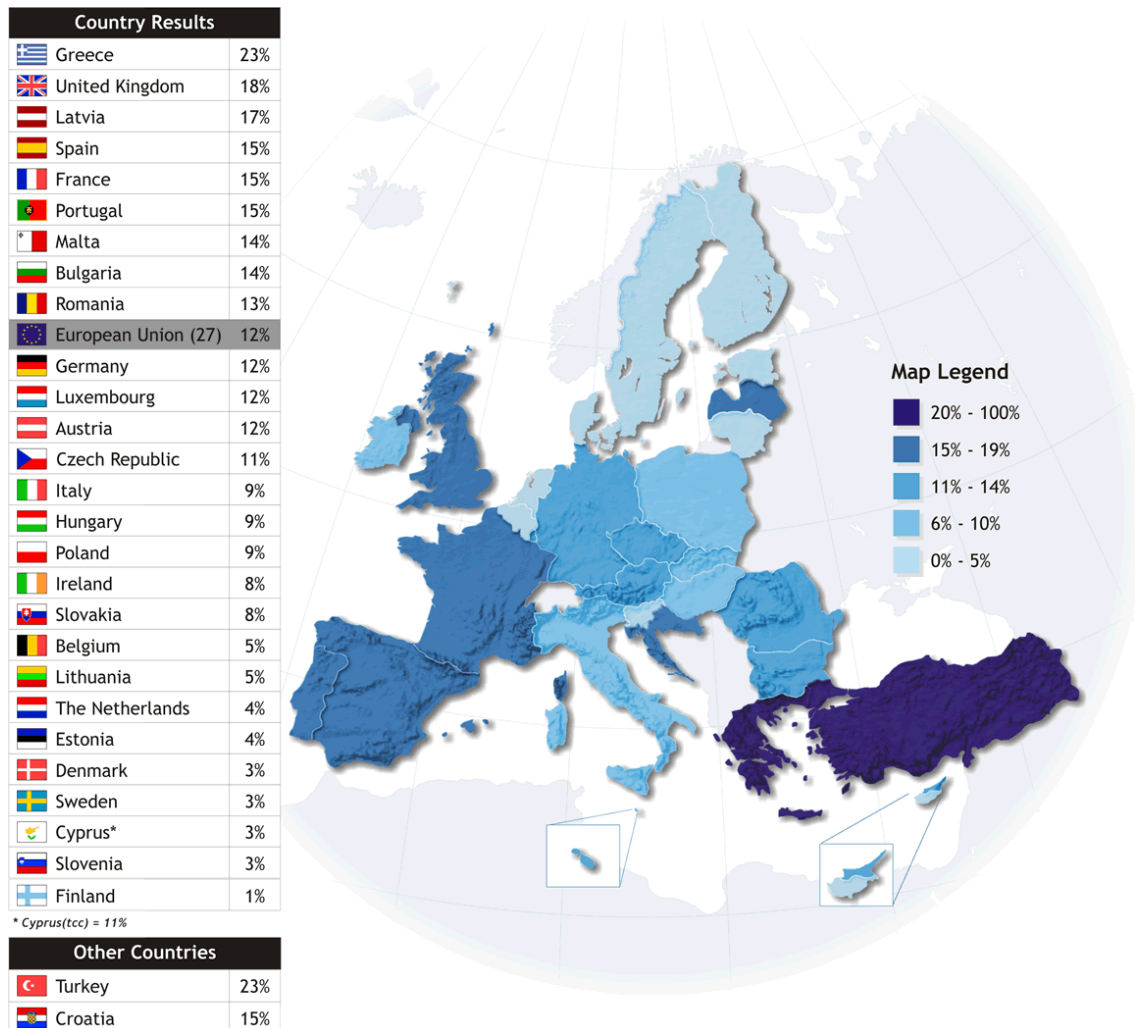 Country Results
Greece 23%
United Kingdom 18%
Latvia 17%
Spain 15%
France 15%
Portugal 15%
Malta 14%
Bulgaria 14%
Romania 13%
European Union (27) 12%
Germany 12%
Luxembourg 12%
Austria 12%
Czech Republic 11%
Italy 9%
Hungary 9%
Poland 9%
Ireland 8%
Slovakia 8%
Belgium 5%
Lithuania 5%
The Netherlands 4%
Estonia 4%
Denmark 3%
Sweden 3%
Cyprus* 3%
Slovenia 3%
Finland 1%
* Cyprus(tcc) = 11%
Other Countries
Turkey 23%
Croatia 15%
Map Legend
20% - 100%
15% - 19%
11% - 14%
6% - 10%
0% - 5%